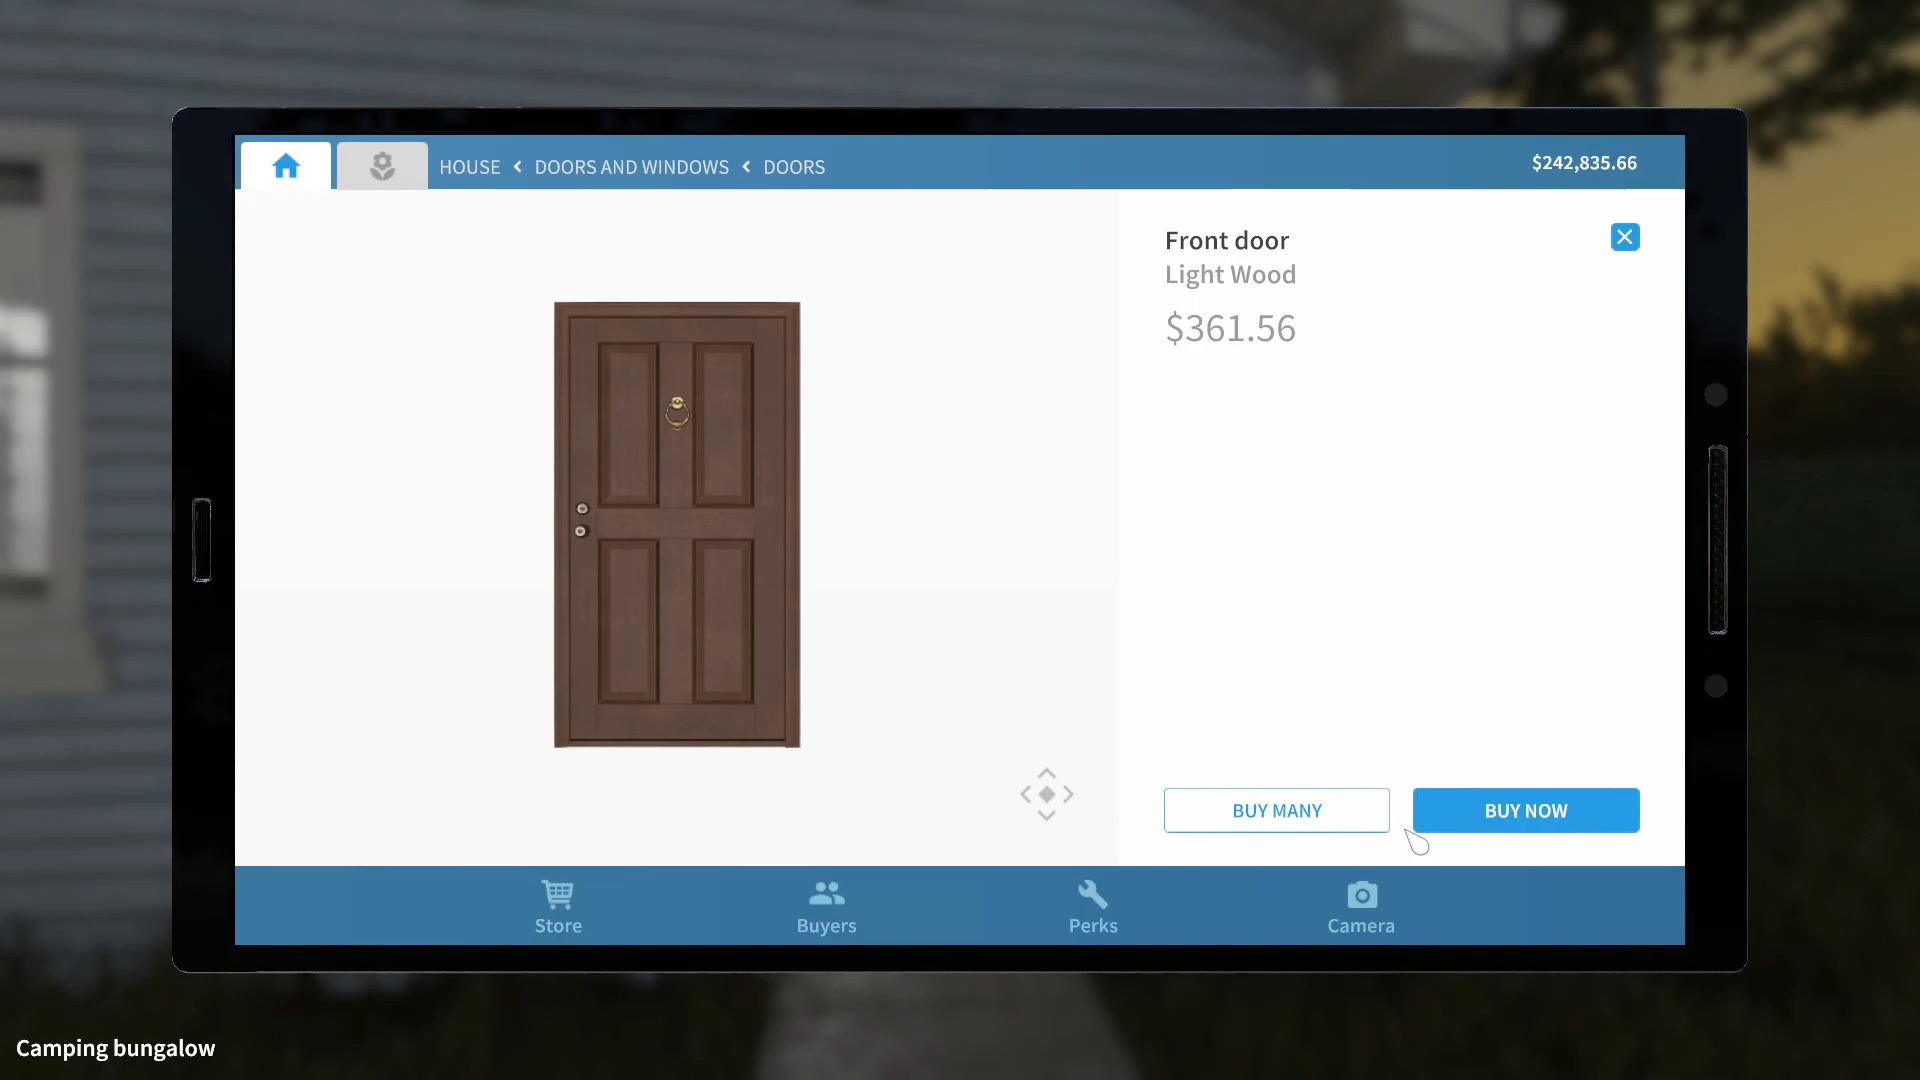 HOUSE < DOORS AND WINDOWS < DOORS
$242,835.66
Front door
Light Wood
$361.56
BUY MANY
BUY NOW
Store
Buyers
Perks
Camera
Camping bungalow